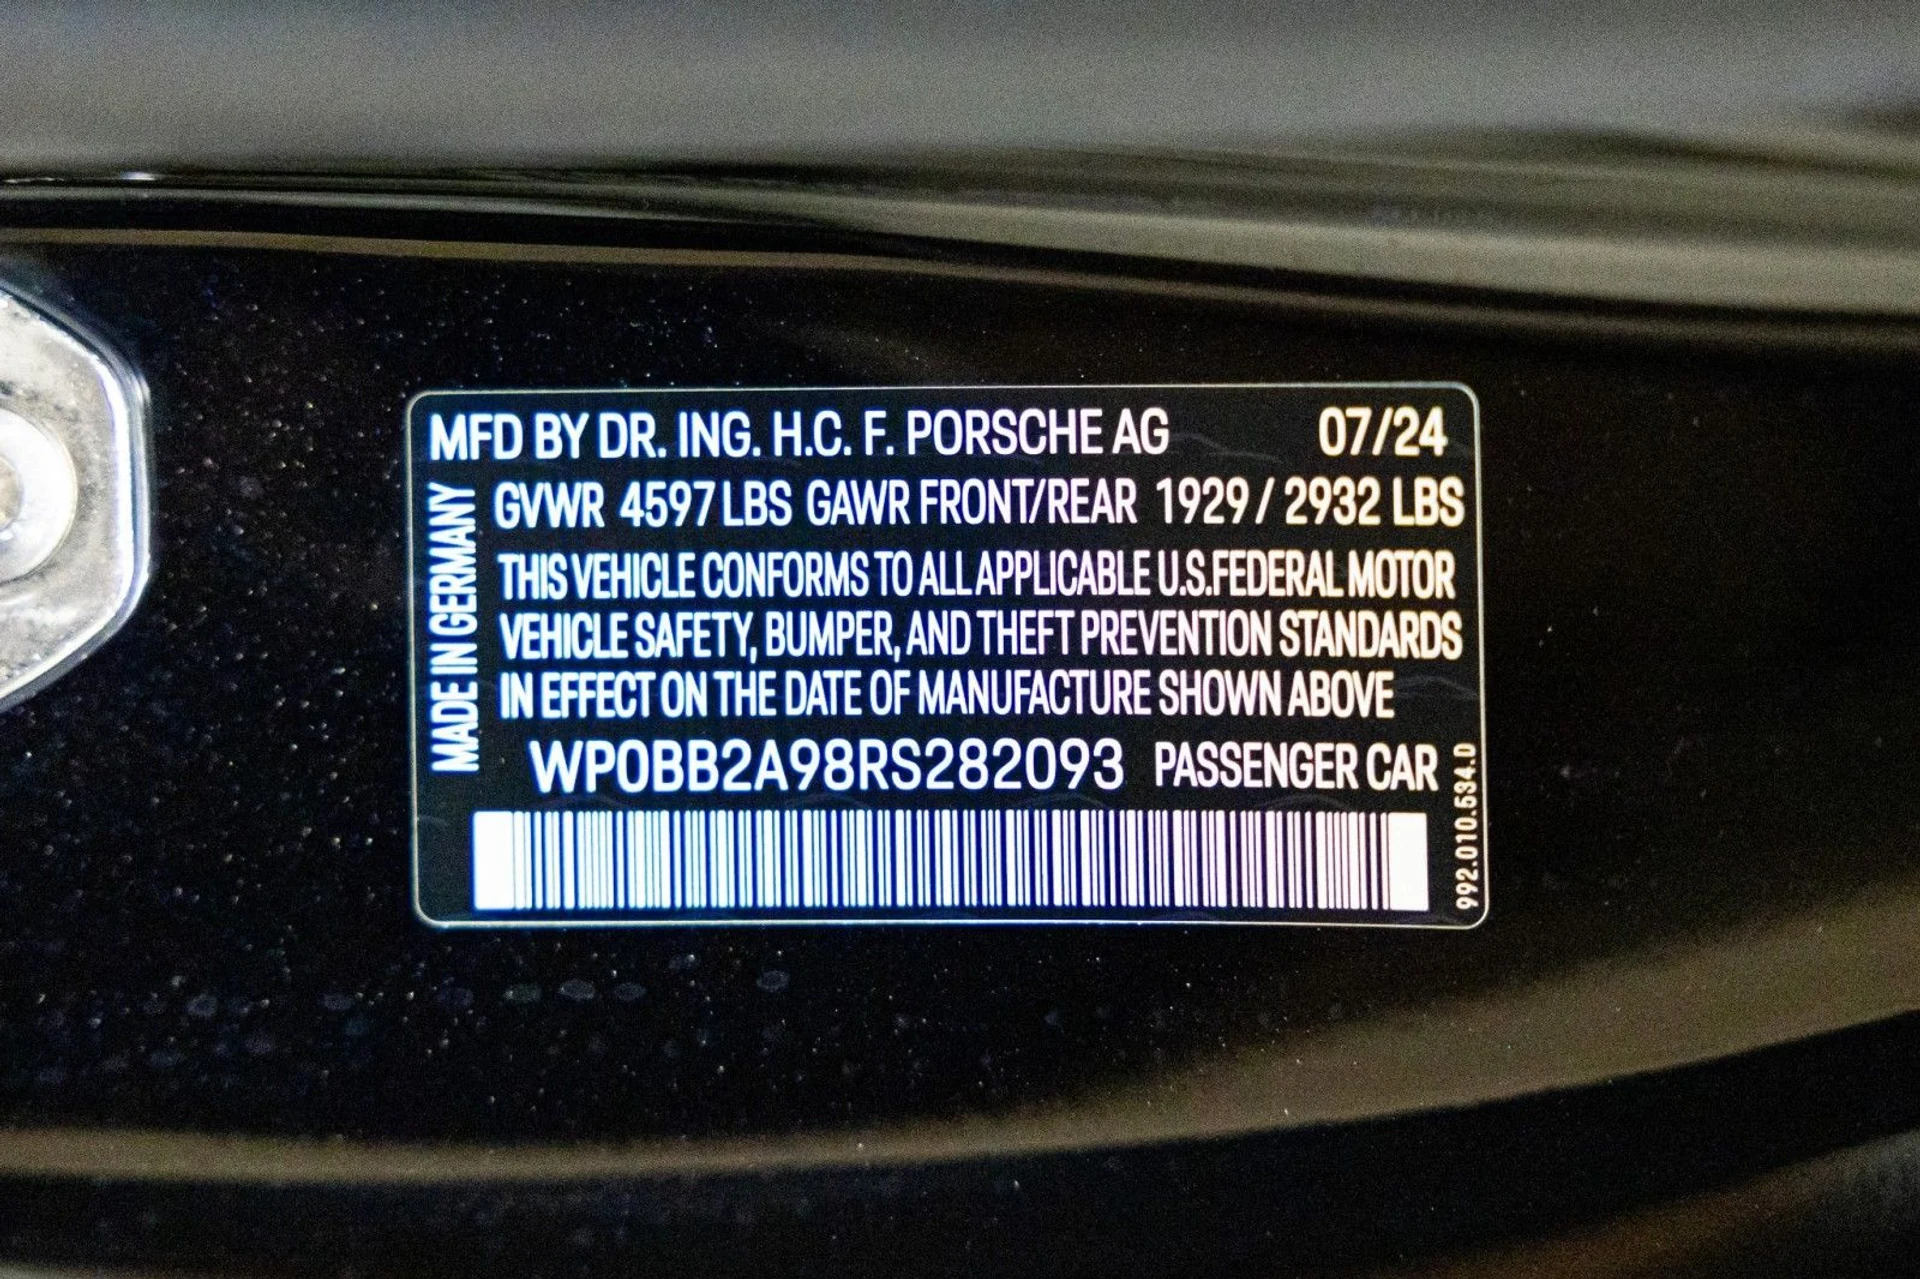 MFD BY DR. ING. H.C. F. PORSCHE AG 07/24
GVWR 4597 LBS GAWR FRONT/REAR 1929 / 2932 LBS
MADE IN GERMANY
THIS VEHICLE CONFORMS TO ALL APPLICABLE U.S.FEDERAL MOTOR
VEHICLE SAFETY, BUMPER, AND THEFT PREVENTION STANDARDS
IN EFFECT ON THE DATE OF MANUFACTURE SHOWN ABOVE
WP0BB2A98RS282093 PASSENGER CAR
992.010.534.D